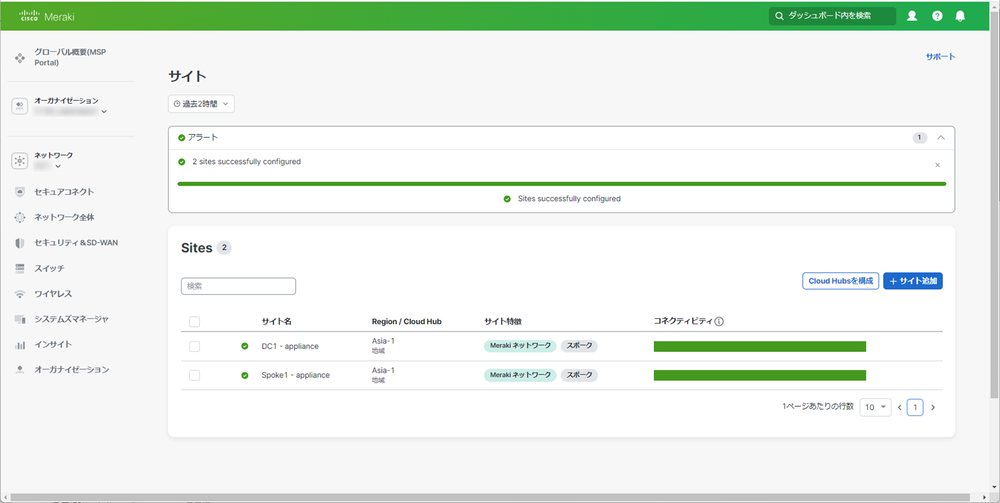 CISCO Meraki
ダッシュボード内を検索
グローバル概要(MSP
Portal)
サポート
サイト
オーガナイゼーション
過去2時間
アラート
1
ネットワーク
2 sites successfully configured
Sites successfully configured
セキュアコネクト
ネットワーク全体
セキュリティ&SD-WAN
スイッチ
ワイヤレス
システムズマネージャ
インサイト
オーガナイゼーション
Sites 2
検索
Cloud Hubsを構成
+ サイト追加
サイト名 Region / Cloud Hub サイト特徴 コネクティビティ
DC1 - appliance Asia-1 Meraki ネットワーク スポーク
地域
Spoke1 - appliance Asia-1 Meraki ネットワーク スポーク
地域
1ページあたりの行数 10 1